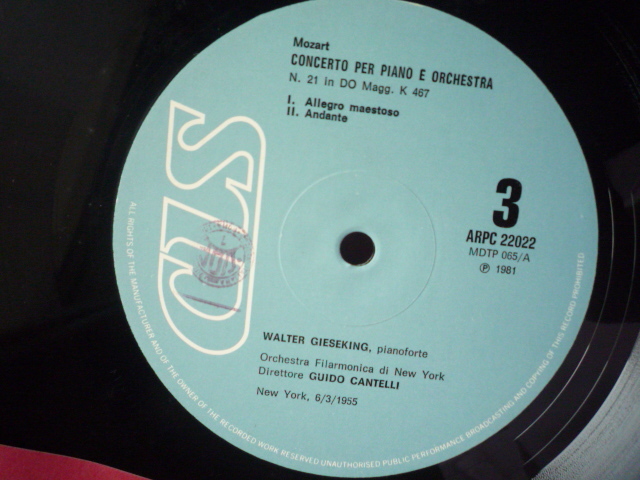 Mozart
CONCERTO PER PIANO E ORCHESTRA
N. 21 in DO Magg. K 467
I. Allegro maestoso
II. Andante
CLS
3
ARPC 22022
MDTP 065/A
Ⓟ 1981
WALTER GIESEKING, pianoforte
Orchestra Filarmonica di New York
Direttore GUIDO CANTELLI
New York, 6/3/1955
ALL RIGHTS OF THE MANUFACTURER AND OF THE OWNER OF THE RECORDED WORK RESERVED-UNAUTHORISED PUBLIC PERFORMANCE BROADCASTING AND COPYING OF THIS RECORD PROHIBITED